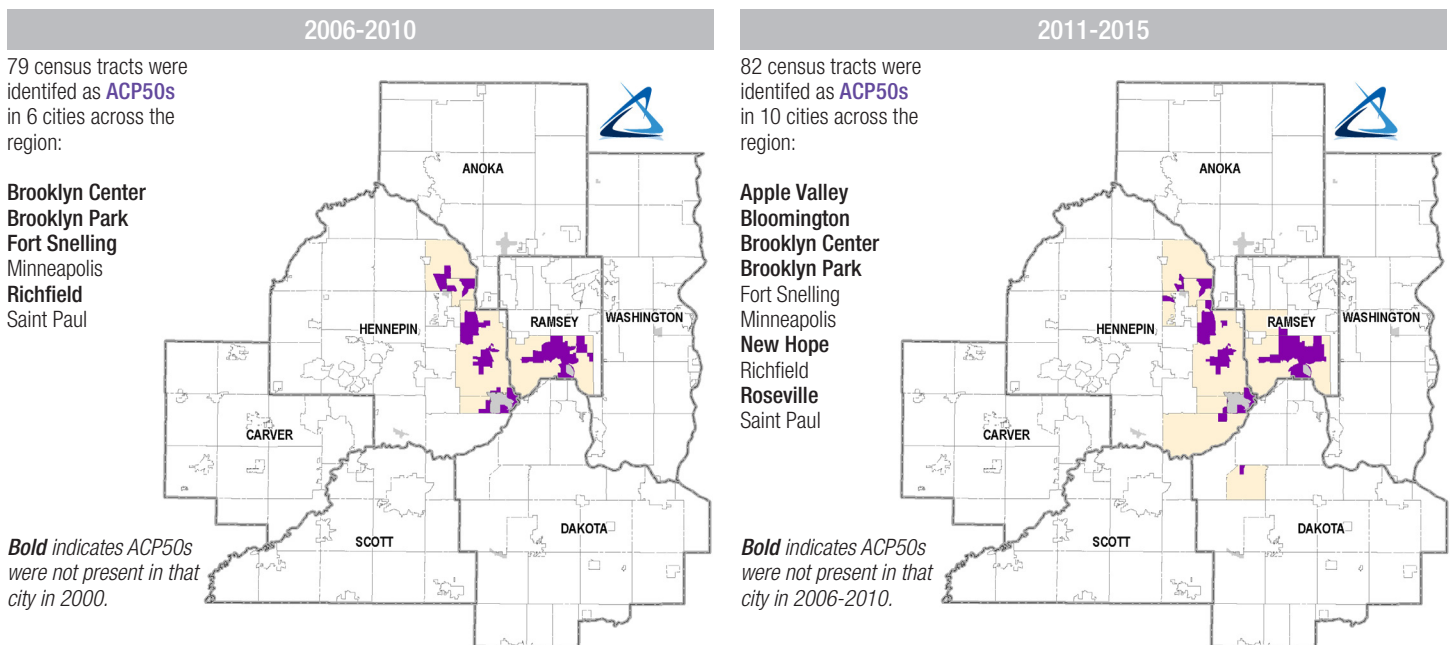 2006-2010
79 census tracts were
identifed as ACP50s
in 6 cities across the
region:
Brooklyn Center
Brooklyn Park
Fort Snelling
Minneapolis
Richfield
Saint Paul
Bold indicates ACP50s
were not present in that
city in 2000.
ANOKA
HENNEPIN
RAMSEY
WASHINGTON
CARVER
SCOTT
DAKOTA
2011-2015
82 census tracts were
identifed as ACP50s
in 10 cities across the
region:
Apple Valley
Bloomington
Brooklyn Center
Brooklyn Park
Fort Snelling
Minneapolis
New Hope
Richfield
Roseville
Saint Paul
Bold indicates ACP50s
were not present in that
city in 2006-2010.
ANOKA
HENNEPIN
RAMSEY
WASHINGTON
CARVER
SCOTT
DAKOTA